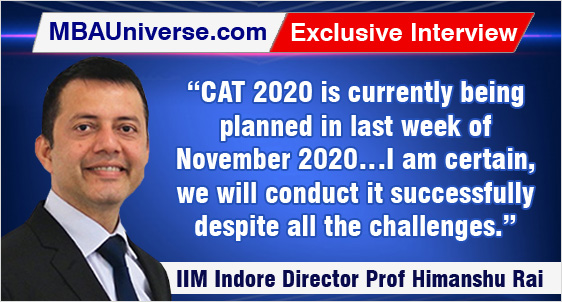 MBAUniverse.com Exclusive Interview
“CAT 2020 is currently being
planned in last week of
November 2020...I am certain,
we will conduct it successfully
despite all the challenges.”
IIM Indore Director Prof Himanshu Rai